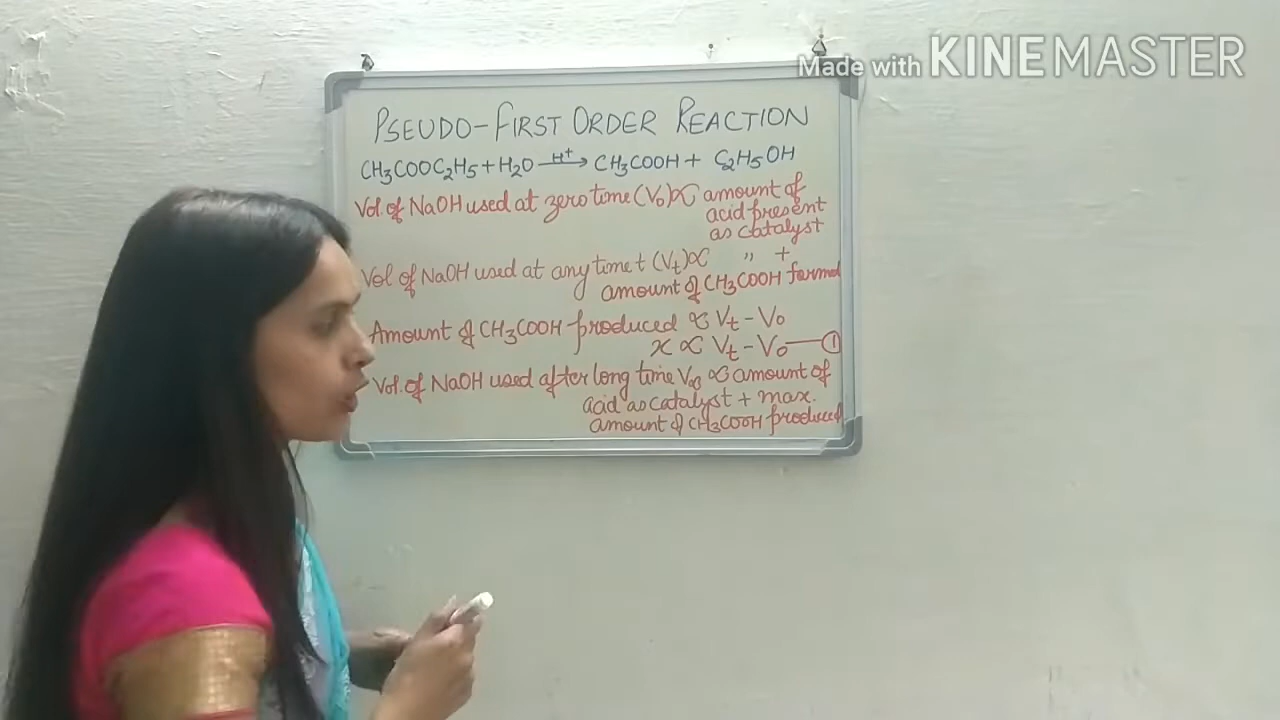 Made with KINEMASTER
PSEUDO-FIRST ORDER REACTION
CH₃COOC₂H₅ + H₂O —H⁺→ CH₃COOH + C₂H₅OH
Vol of NaOH used at zero time (V₀) ∝ amount of
acid present
as catalyst
Vol of NaOH used at any time t (Vₜ) ∝ " +
amount of CH₃COOH formed
Amount of CH₃COOH produced ∝ Vₜ - V₀
x ∝ Vₜ - V₀ — ①
Vol. of NaOH used after long time V∞ ∝ amount of
acid as catalyst + max.
amount of CH₃COOH produced